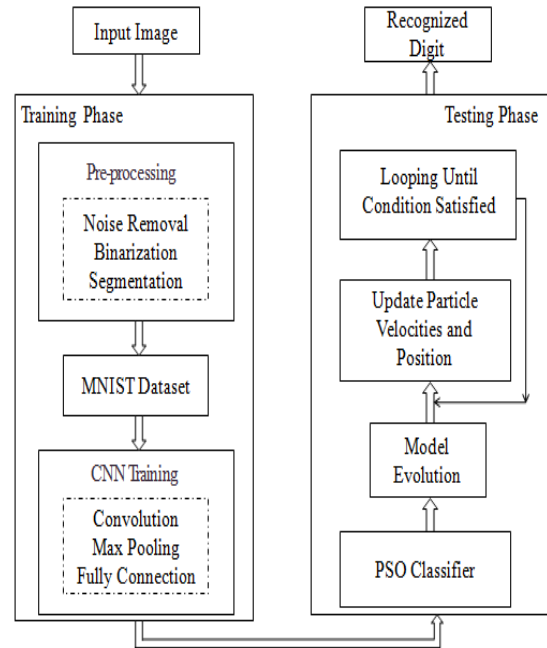 Input Image
Training Phase
Pre-processing
Noise Removal
Binarization
Segmentation
MNIST Dataset
CNN Training
Convolution
Max Pooling
Fully Connection
Recognized
Digit
Testing Phase
Looping Until
Condition Satisfied
Update Particle
Velocities and
Position
Model
Evolution
PSO Classifier